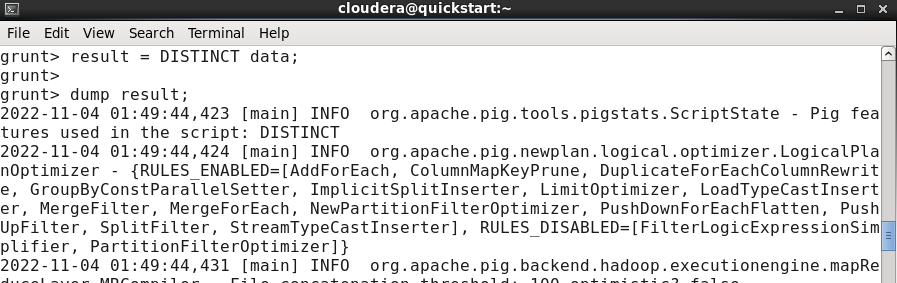 cloudera@quickstart:~
File Edit View Search Terminal Help
grunt> result = DISTINCT data;
grunt>
grunt> dump result;
2022-11-04 01:49:44,423 [main] INFO  org.apache.pig.tools.pigstats.ScriptState - Pig fea
tures used in the script: DISTINCT
2022-11-04 01:49:44,424 [main] INFO  org.apache.pig.newplan.logical.optimizer.LogicalPla
nOptimizer - {RULES_ENABLED=[AddForEach, ColumnMapKeyPrune, DuplicateForEachColumnRewrit
e, GroupByConstParallelSetter, ImplicitSplitInserter, LimitOptimizer, LoadTypeCastInsert
er, MergeFilter, MergeForEach, NewPartitionFilterOptimizer, PushDownForEachFlatten, Push
UpFilter, SplitFilter, StreamTypeCastInserter], RULES_DISABLED=[FilterLogicExpressionSim
plifier, PartitionFilterOptimizer]}
2022-11-04 01:49:44,431 [main] INFO  org.apache.pig.backend.hadoop.executionengine.mapRe
duceLayer.MRCompiler - File concatenation threshold: 100 optimistic? false